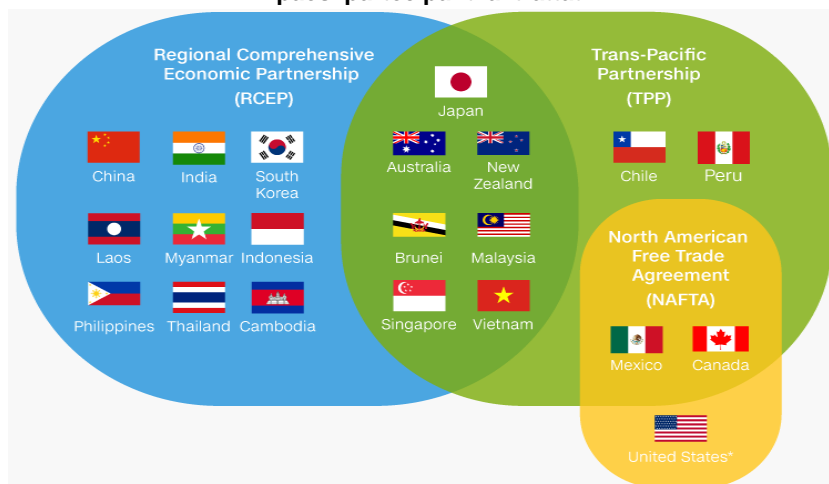 Regional Comprehensive
Economic Partnership
(RCEP)
China
India
South
Korea
Laos
Myanmar
Indonesia
Philippines
Thailand
Cambodia
Japan
Australia
New
Zealand
Brunei
Malaysia
Singapore
Vietnam
Trans-Pacific
Partnership
(TPP)
Chile
Peru
North American
Free Trade
Agreement
(NAFTA)
Mexico
Canada
United States*